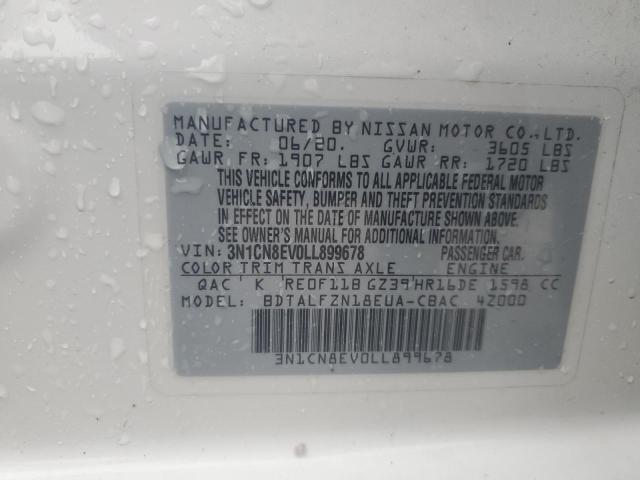 MANUFACTURED BY NISSAN MOTOR CO., LTD.
DATE: 06/20. GVWR: 3605 LBS
GAWR FR: 1907 LBS GAWR RR: 1720 LBS
THIS VEHICLE CONFORMS TO ALL APPLICABLE FEDERAL MOTOR
VEHICLE SAFETY, BUMPER AND THEFT PREVENTION STANDARDS
IN EFFECT ON THE DATE OF MANUFACTURE SHOWN ABOVE.
SEE OWNER'S MANUAL FOR ADDITIONAL INFORMATION.
VIN: 3N1CN8EV0LL899678 PASSENGER CAR.
COLOR TRIM TRANS AXLE ENGINE
QAC K RE0F11B GZ39 HR16DE 1598 CC
MODEL: BDTALFZN18EUA-CBAC 4Z000
3N1CN8EV0LL899678